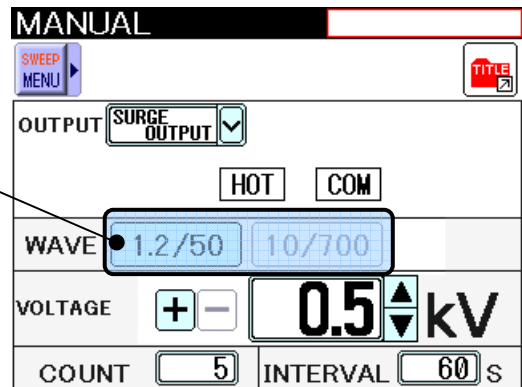 MANUAL
SWEEP
MENU
TITLE
OUTPUT SURGE OUTPUT
HOT COM
WAVE 1.2/50 10/700
VOLTAGE + − 0.5 kV
COUNT 5 INTERVAL 60 s